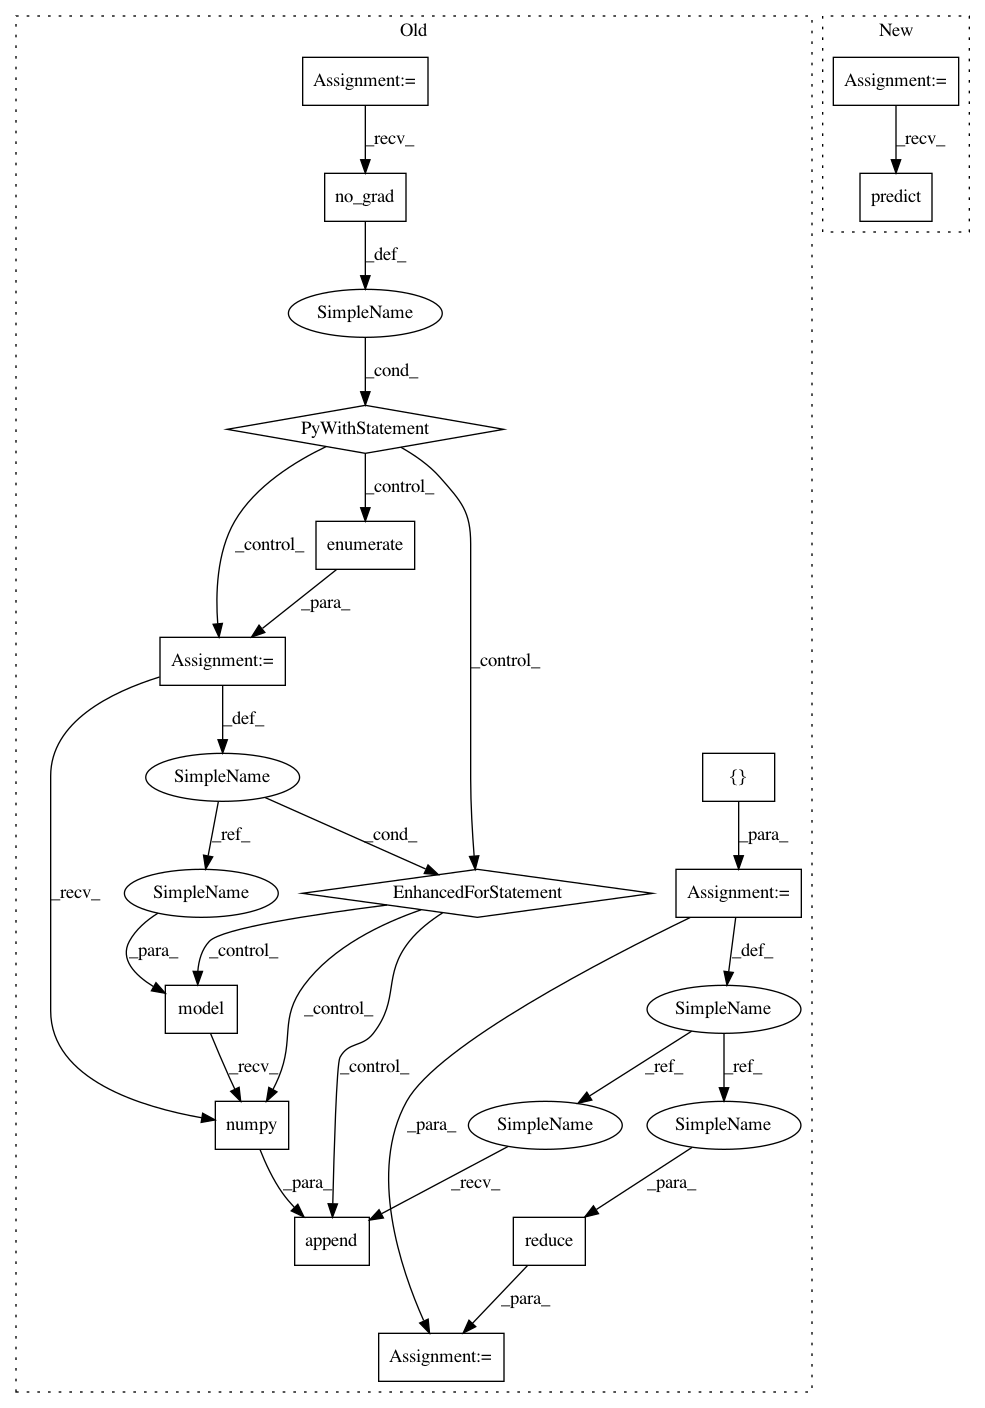 Old
New
Assignment:=
Assignment:=
_recv_
_recv_
no_grad
predict
_def_
SimpleName
_cond_
PyWithStatement
_control_
_control_
enumerate
_para_
_control_
Assignment:=
_def_
SimpleName
{}
_ref_
_cond_
_para_
_recv_
SimpleName
EnhancedForStatement
Assignment:=
_para_
_control_
_def_
model
_control_
SimpleName
_recv_
_control_
_ref_
_ref_
numpy
_para_
SimpleName
SimpleName
_para_
_recv_
_para_
append
reduce
_para_
Assignment:=